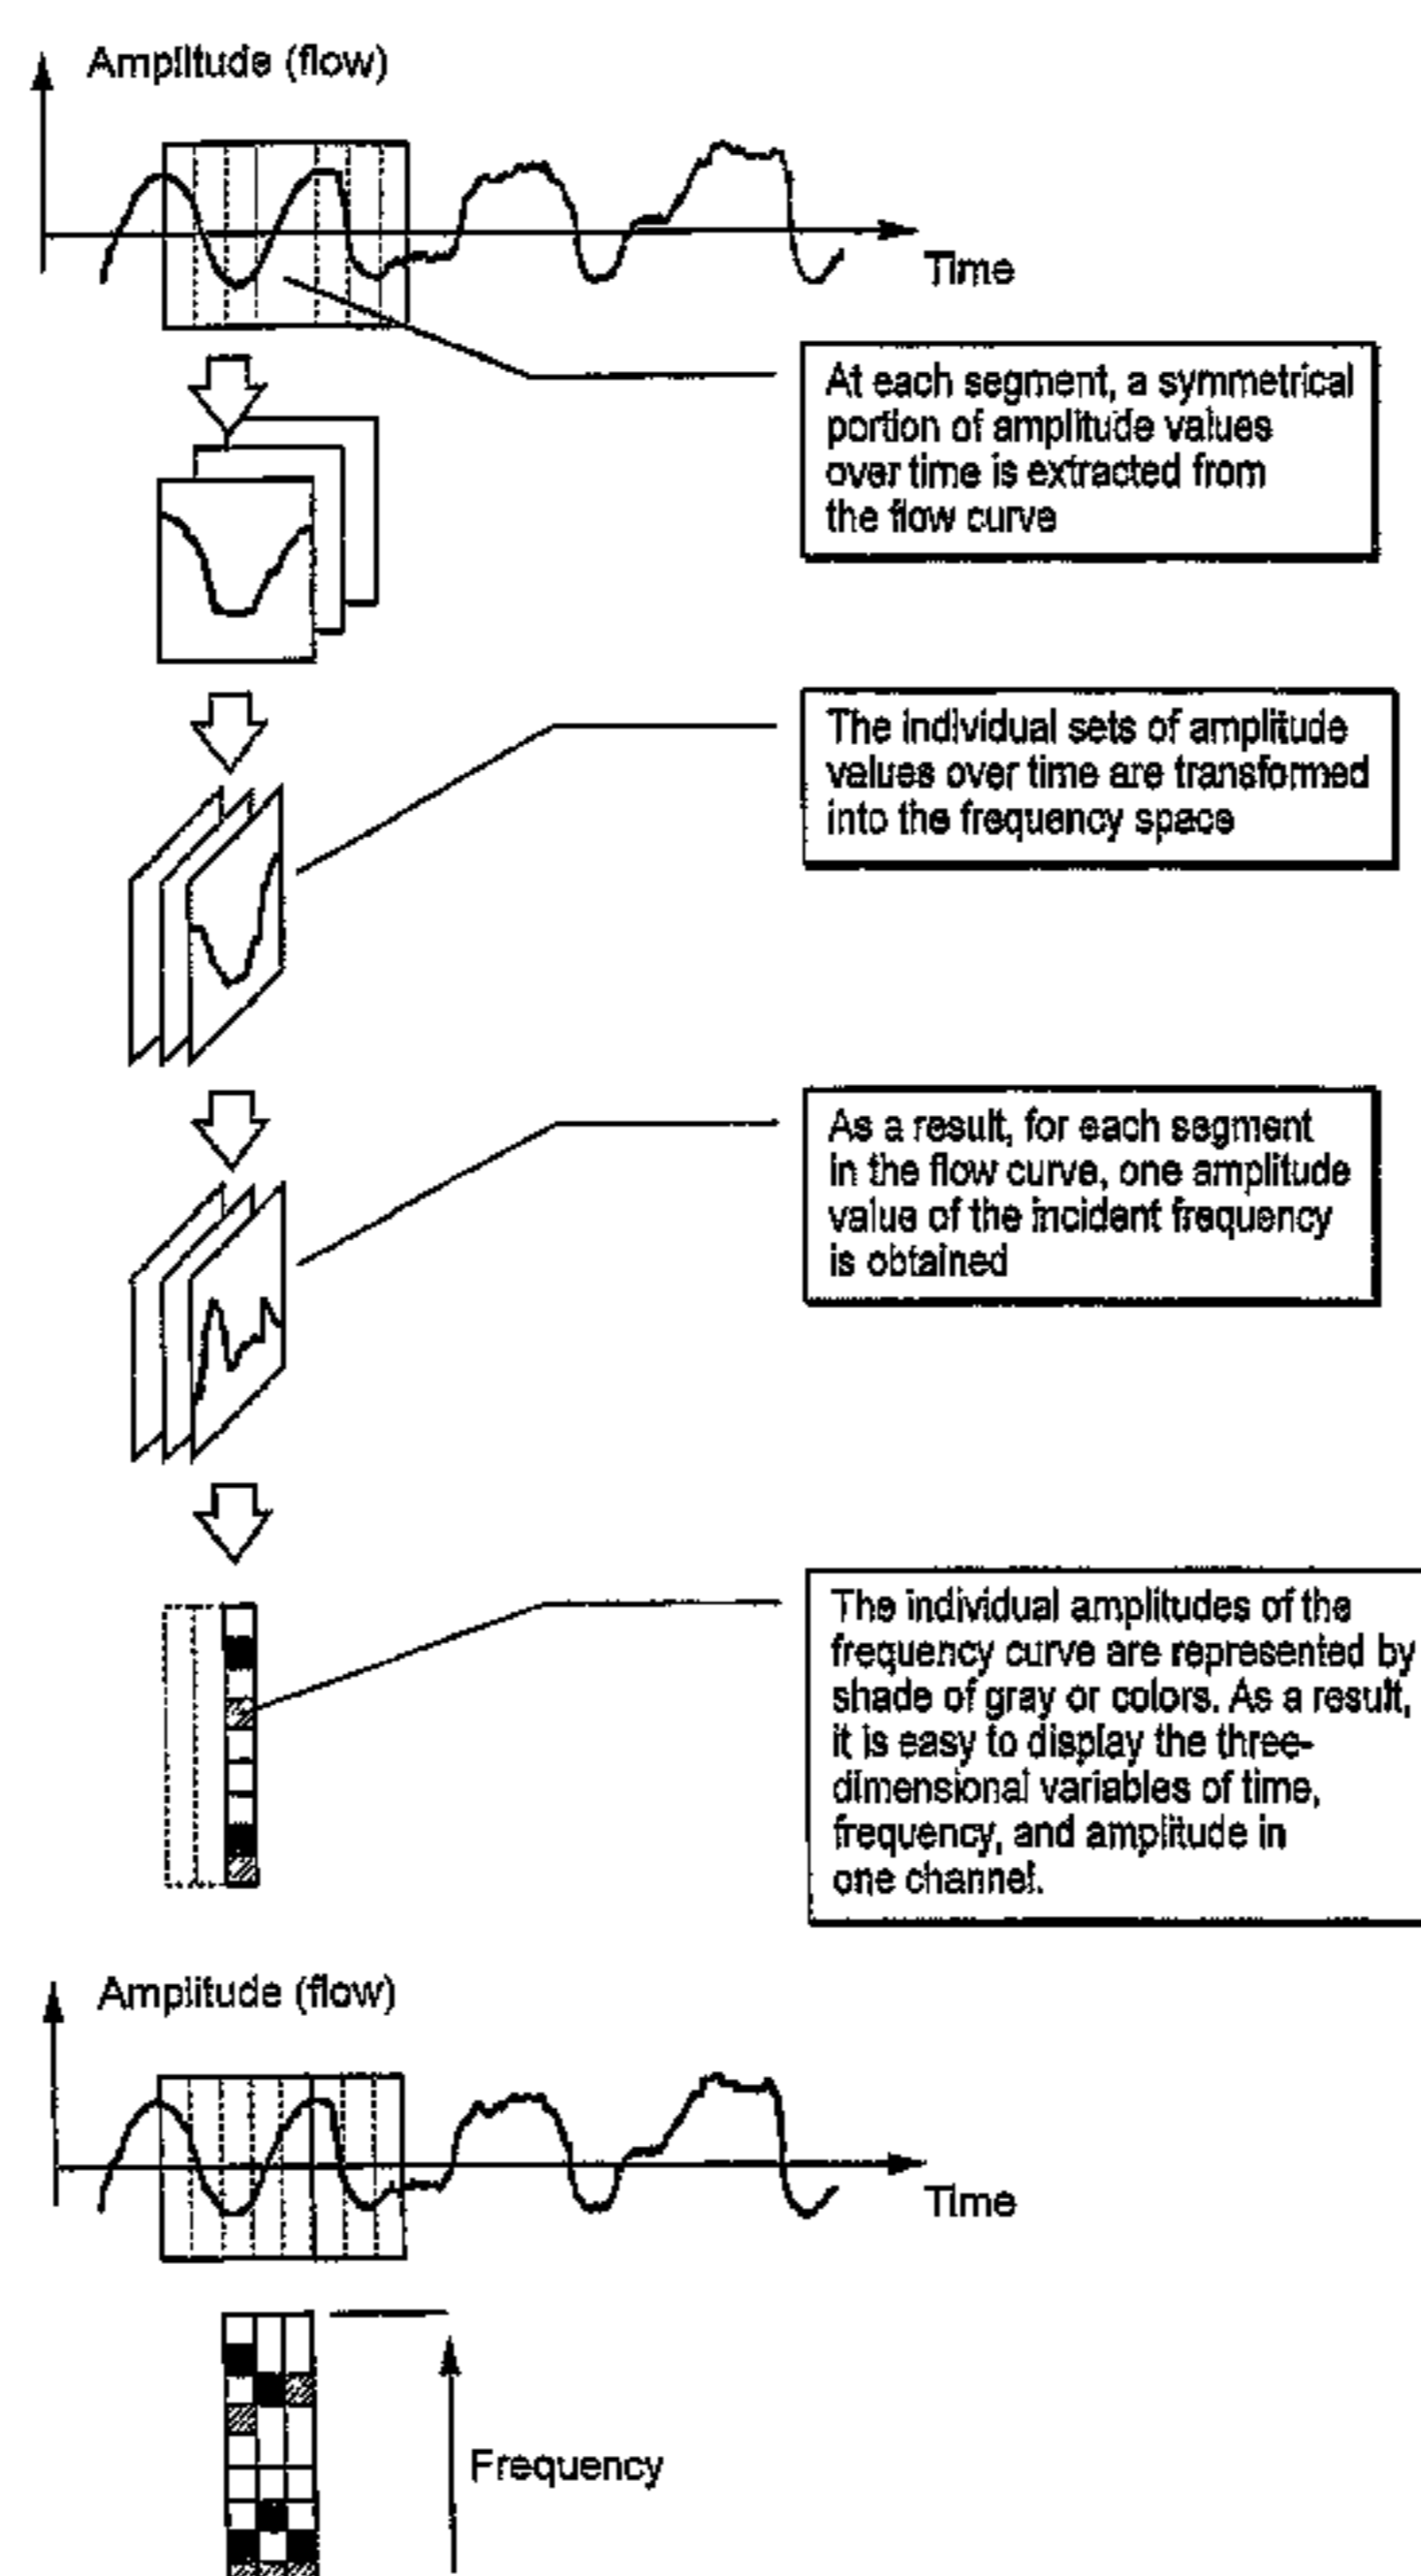 Amplitude (flow)
Time
At each segment, a symmetrical
portion of amplitude values
over time is extracted from
the flow curve
The individual sets of amplitude
values over time are transformed
into the frequency space
As a result, for each segment
in the flow curve, one amplitude
value of the incident frequency
is obtained
The individual amplitudes of the
frequency curve are represented by
shade of gray or colors. As a result,
it is easy to display the three-
dimensional variables of time,
frequency, and amplitude in
one channel.
Amplitude (flow)
Time
Frequency